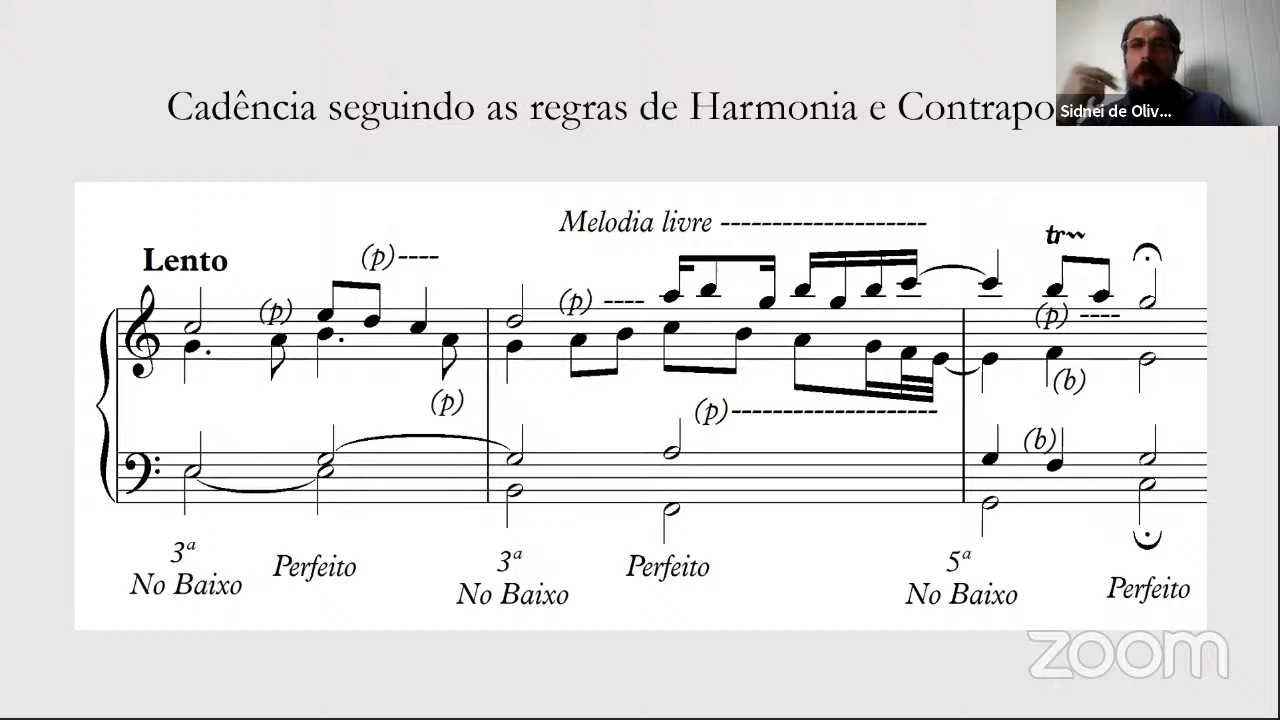 Cadência seguindo as regras de Harmonia e Contrapo
Sidnei de Oliv...
Melodia livre --------------------
Lento
(p)----
tr
(p)
(p) ----
(p) ----
(p)
(p)--------------------
(b)
(b)
3ª
No Baixo
Perfeito
3ª
No Baixo
Perfeito
5ª
No Baixo
Perfeito
zoom